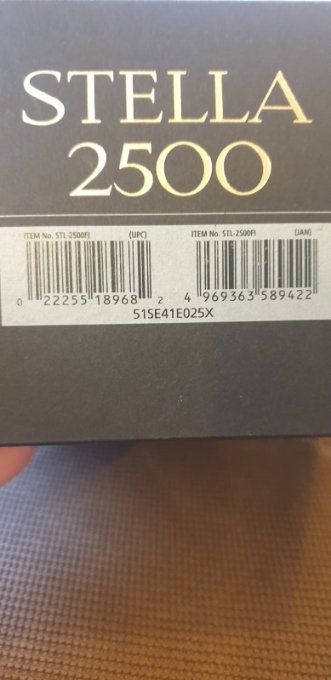 STELLA
2500
ITEM No. STL-2500FI (UPC) ITEM No. STL-2500FI (JAN)
0 22255 18968 2 4 969363 589422
51SE41E025X